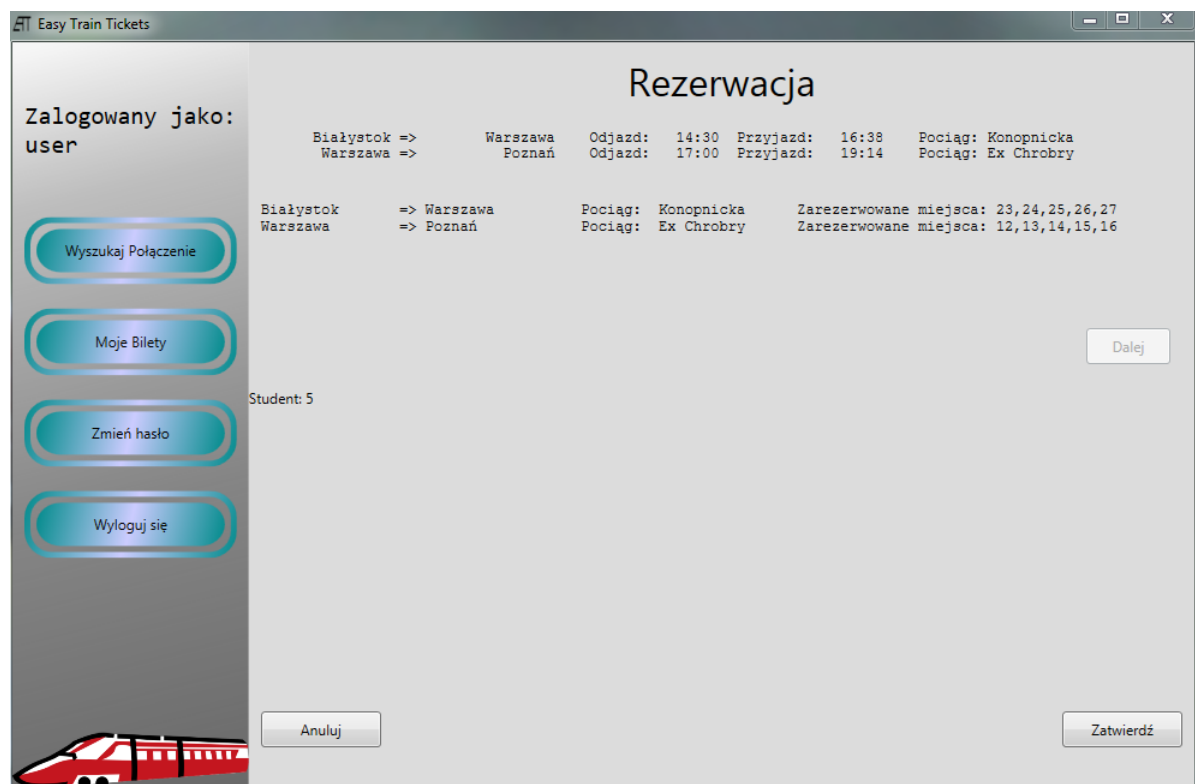 Easy Train Tickets
Rezerwacja
Zalogowany jako:
user
Białystok => Warszawa Odjazd: 14:30 Przyjazd: 16:38 Pociąg: Konopnicka
Warszawa => Poznań Odjazd: 17:00 Przyjazd: 19:14 Pociąg: Ex Chrobry
Białystok => Warszawa Pociąg: Konopnicka Zarezerwowane miejsca: 23,24,25,26,27
Warszawa => Poznań Pociąg: Ex Chrobry Zarezerwowane miejsca: 12,13,14,15,16
Wyszukaj Połączenie
Moje Bilety
Dalej
Student: 5
Zmień hasło
Wyloguj się
Anuluj
Zatwierdź